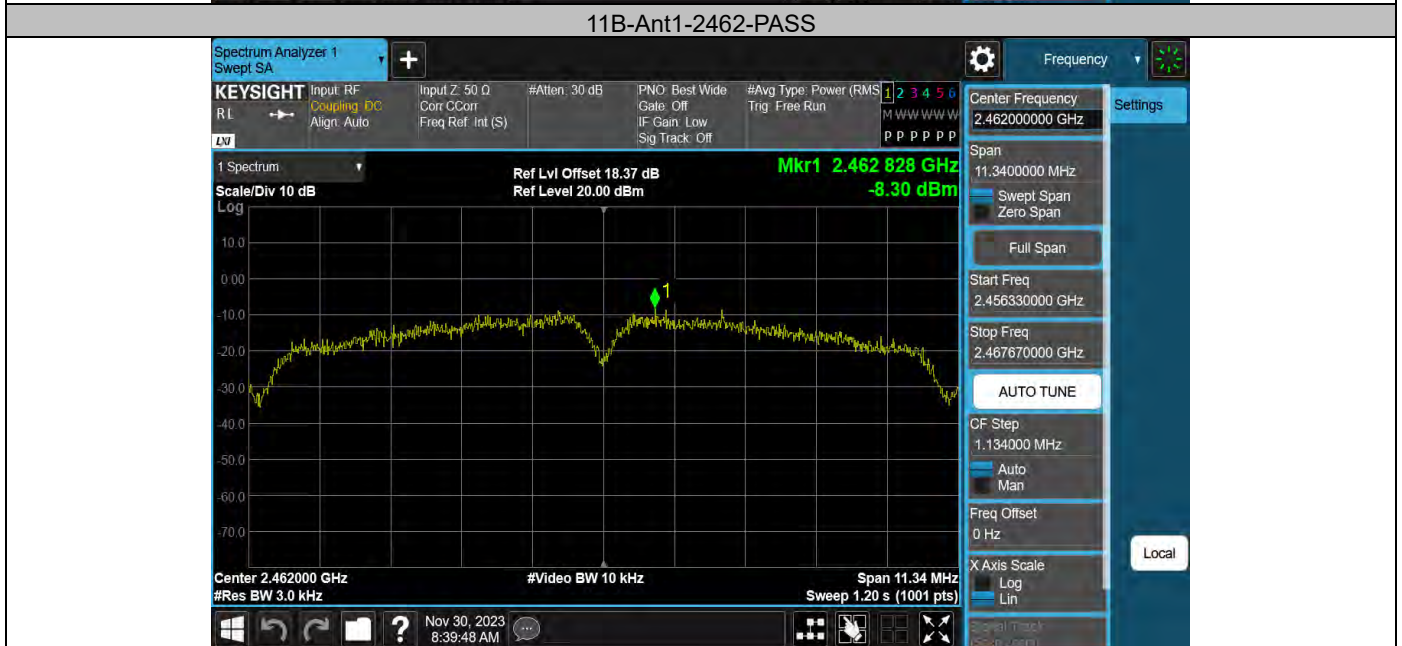 11B-Ant1-2462-PASS
Spectrum Analyzer 1
Swept SA
Frequency
KEYSIGHT
R L
LXI
Input: RF
Coupling: DC
Align: Auto
Input Z: 50 Ω
Corr CCorr
Freq Ref: Int (S)
#Atten: 30 dB
PNO: Best Wide
Gate: Off
IF Gain: Low
Sig Track: Off
#Avg Type: Power (RMS
Trig: Free Run
1 2 3 4 5 6
M W W W W W
P P P P P P
1 Spectrum
Scale/Div 10 dB
Log
Ref Lvl Offset 18.37 dB
Ref Level 20.00 dBm
Mkr1 2.462 828 GHz
-8.30 dBm
10.0
0.00
-10.0
-20.0
-30.0
-40.0
-50.0
-60.0
-70.0
1
Center 2.462000 GHz
#Res BW 3.0 kHz
#Video BW 10 kHz
Span 11.34 MHz
Sweep 1.20 s (1001 pts)
Center Frequency
2.462000000 GHz
Settings
Span
11.3400000 MHz
Swept Span
Zero Span
Full Span
Start Freq
2.456330000 GHz
Stop Freq
2.467670000 GHz
AUTO TUNE
CF Step
1.134000 MHz
Auto
Man
Freq Offset
0 Hz
X Axis Scale
Log
Lin
Local
Signal Track
?
Nov 30, 2023
8:39:48 AM